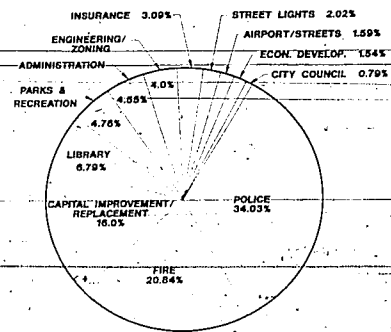 INSURANCE 3.09%
STREET LIGHTS 2.02%
ENGINEERING/
ZONING
AIRPORT/STREETS 1.59%
ECON. DEVELOP. 1.54%
ADMINISTRATION
CITY COUNCIL 0.79%
PARKS &
RECREATION
4.0%
4.55%
4.76%
LIBRARY
6.79%
CAPITAL IMPROVEMENT/
REPLACEMENT
16.0%
POLICE
34.03%
FIRE
20.84%